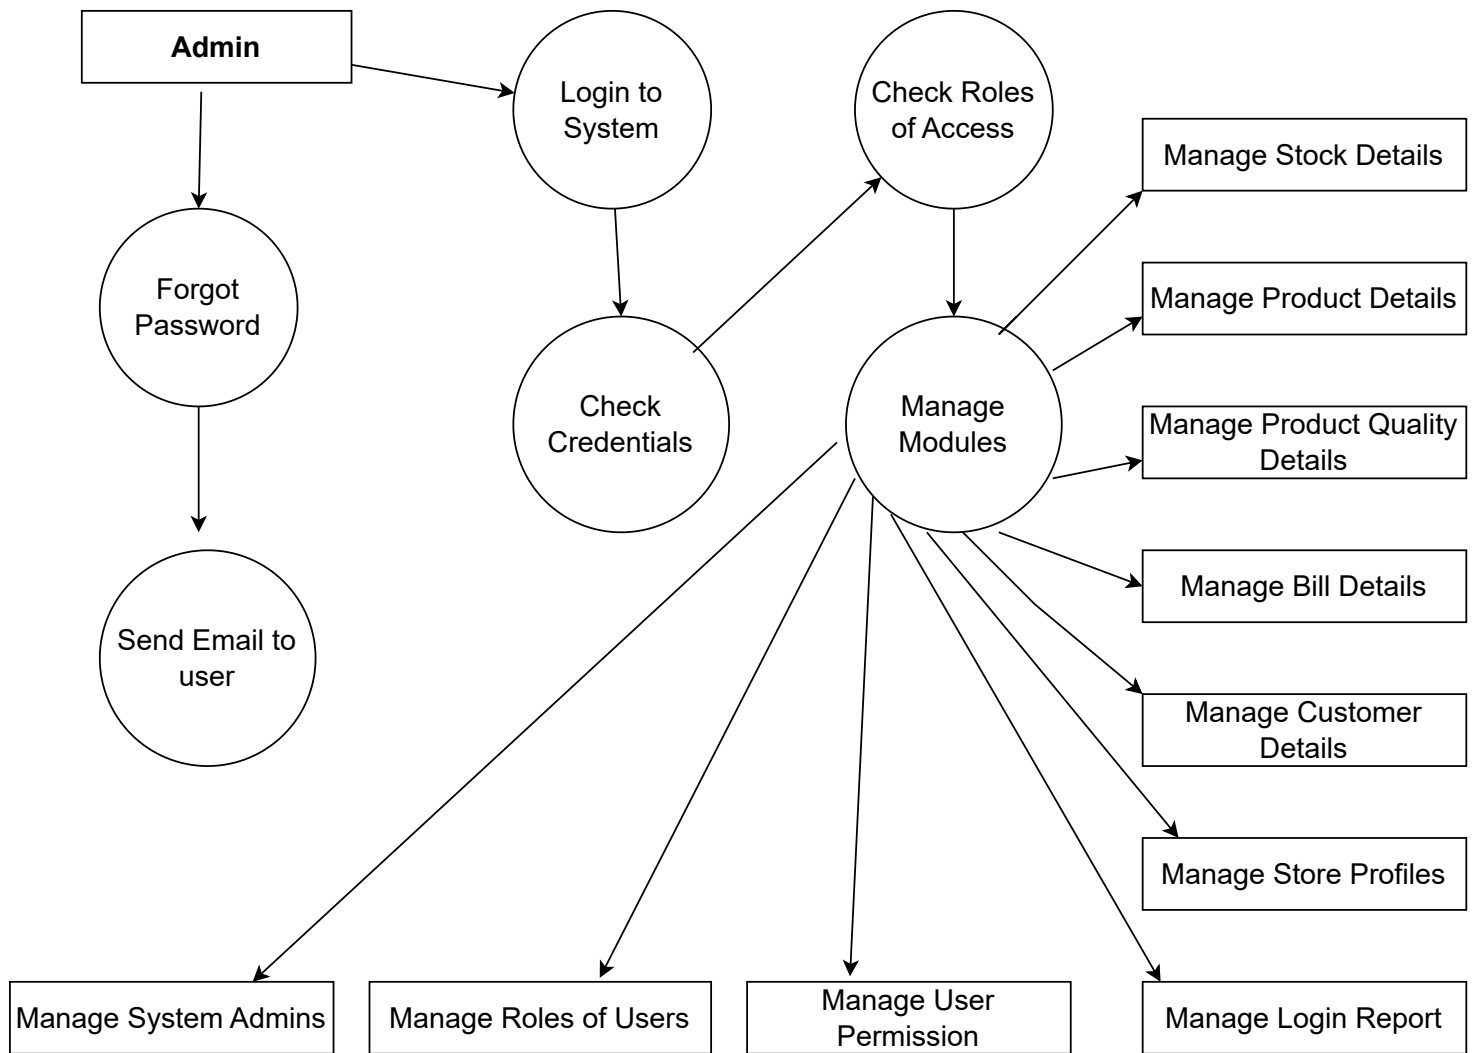 Admin
Login to
System
Check Roles
of Access
Manage Stock Details
Forgot
Password
Manage Product Details
Check
Credentials
Manage
Modules
Manage Product Quality
Details
Manage Bill Details
Send Email to
user
Manage Customer
Details
Manage Store Profiles
Manage System Admins
Manage Roles of Users
Manage User
Permission
Manage Login Report